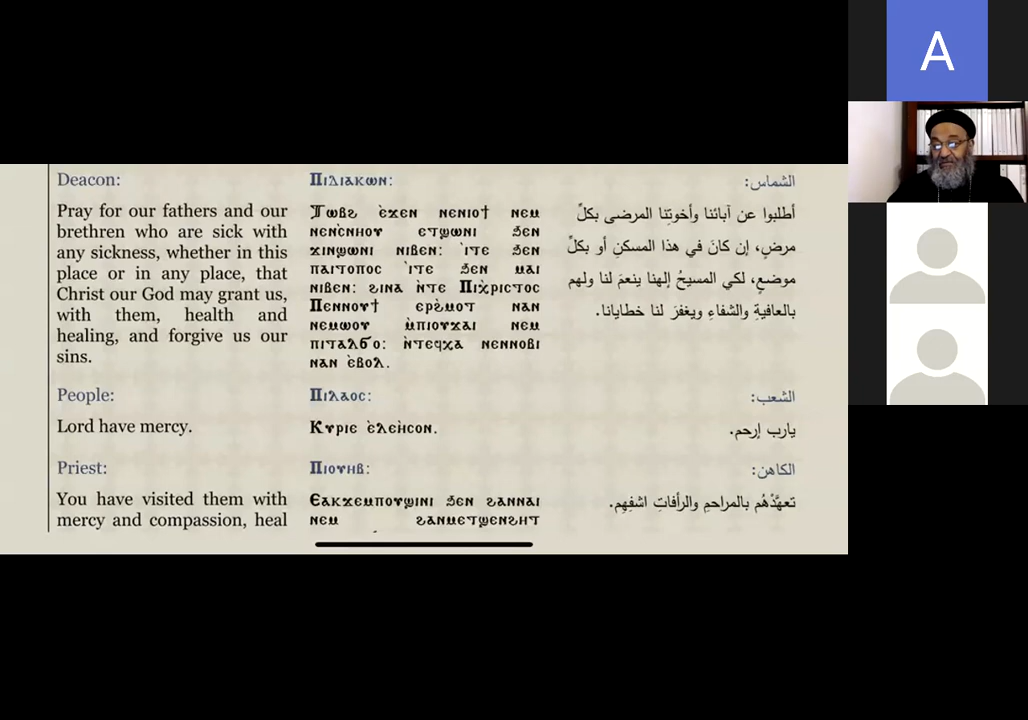 A
Deacon:
Pray for our fathers and our
brethren who are sick with
any sickness, whether in this
place or in any place, that
Christ our God may grant us,
with them, health and
healing, and forgive us our
sins.
People:
Lord have mercy.
Priest:
You have visited them with
mercy and compassion, heal
Ⲡⲓⲇⲓⲁⲕⲱⲛ:
Ⲧⲱⲃϩ ⲉ̀ϫⲉⲛ ⲛⲉⲛⲓⲟϯ ⲛⲉⲙ
ⲛⲉⲛⲥ̀ⲛⲏⲟⲩ ⲉⲧϣⲱⲛⲓ ϧⲉⲛ
ϫⲓⲛϣⲱⲛⲓ ⲛⲓⲃⲉⲛ: ⲓ̀ⲧⲉ ϧⲉⲛ
ⲡⲁⲓⲧⲟⲡⲟⲥ ⲓ̀ⲧⲉ ϧⲉⲛ ⲙⲁⲓ
ⲛⲓⲃⲉⲛ: ϩⲓⲛⲁ ⲛ̀ⲧⲉ Ⲡⲓⲭ̀ⲣⲓⲥⲧⲟⲥ
Ⲡⲉⲛⲛⲟⲩϯ ⲉⲣϩ̀ⲙⲟⲧ ⲛⲁⲛ
ⲛⲉⲙⲱⲟⲩ ⲙ̀ⲡⲓⲟⲩϫⲁⲓ ⲛⲉⲙ
ⲡⲓⲧⲁⲗϭⲟ: ⲛ̀ⲧⲉϥⲭⲁ ⲛⲉⲛⲛⲟⲃⲓ
ⲛⲁⲛ ⲉ̀ⲃⲟⲗ.
Ⲡⲓⲗⲁⲟⲥ:
Ⲕⲩⲣⲓⲉ ⲉ̀ⲗⲉⲏ̀ⲥⲟⲛ.
Ⲡⲓⲟⲩⲏⲃ:
Ⲉⲁⲕϫⲉⲙⲡⲟⲩϣⲓⲛⲓ ϧⲉⲛ ϩⲁⲛⲛⲁⲓ
ⲛⲉⲙ ϩⲁⲛⲙⲉⲧϣⲉⲛϩⲏⲧ
الشماس:
أطلبوا عن آبائنا وأخوتِنا المرضى بكلِّ
مرضٍ، إن كانَ في هذا المسكنِ أو بكلِّ
موضعٍ، لكي المسيحُ إلهنا ينعمَ لنا ولهم
بالعافيةِ والشفاءِ ويغفرَ لنا خطايانا.
الشعب:
يارب إرحم.
الكاهن:
تعهَّدْهُم بالمراحمِ والرأفاتِ اشفِهِم.